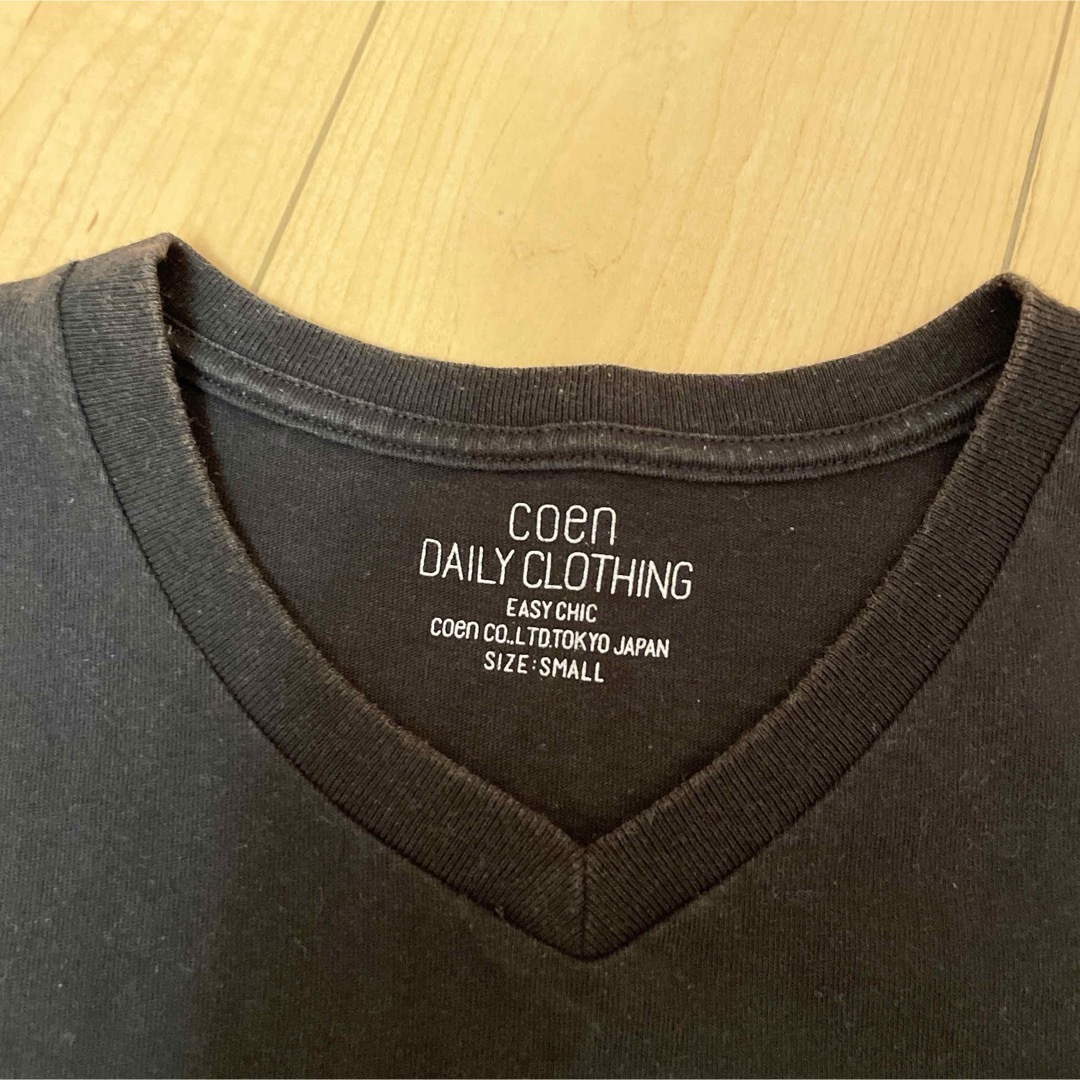 coen
DAILY CLOTHING
EASY CHIC
coen CO.,LTD.TOKYO JAPAN
SIZE:SMALL